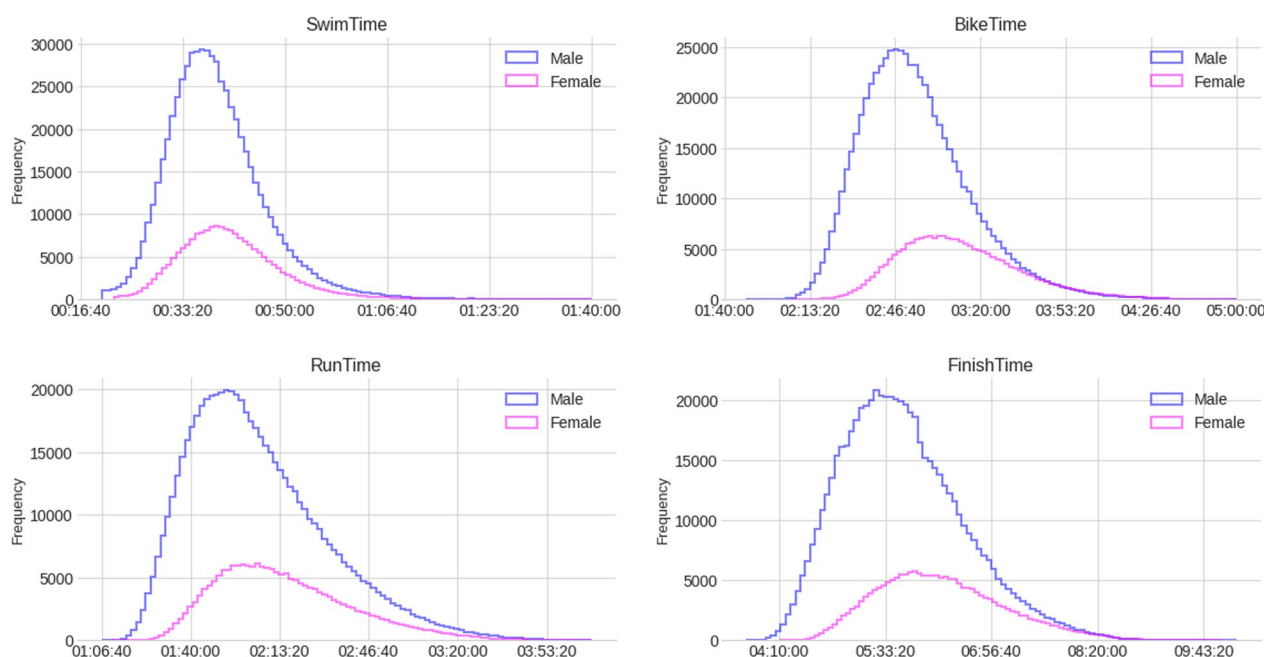 SwimTime
30000
25000
20000
15000
10000
5000
0
Frequency
Male
Female
00:16:40 00:33:20 00:50:00 01:06:40 01:23:20 01:40:00
BikeTime
25000
20000
15000
10000
5000
0
Frequency
Male
Female
01:40:00 02:13:20 02:46:40 03:20:00 03:53:20 04:26:40 05:00:00
RunTime
20000
15000
10000
5000
0
Frequency
Male
Female
01:06:40 01:40:00 02:13:20 02:46:40 03:20:00 03:53:20
FinishTime
20000
15000
10000
5000
0
Frequency
Male
Female
04:10:00 05:33:20 06:56:40 08:20:00 09:43:20